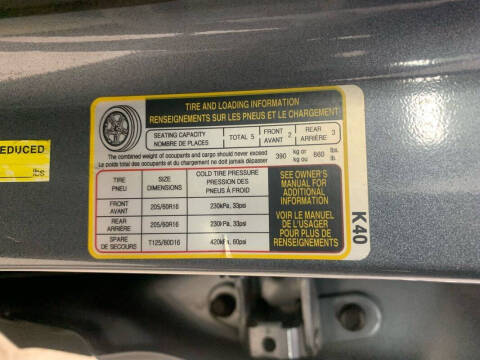 TIRE AND LOADING INFORMATION
RENSEIGNEMENTS SUR LES PNEUS ET LE CHARGEMENT
SEATING CAPACITY
NOMBRE DE PLACES
TOTAL 5
FRONT
AVANT 2
REAR
ARRIÈRE 3
The combined weight of occupants and cargo should never exceed
Le poids total des occupants et du chargement ne doit jamais dépasser
390 kg or kg ou 860 lbs. lb.
TIRE
PNEU
SIZE
DIMENSIONS
COLD TIRE PRESSURE
PRESSION DES
PNEUS À FROID
FRONT
AVANT
205/60R16
230kPa, 33psi
REAR
ARRIÈRE
205/60R16
230kPa, 33psi
SPARE
DE SECOURS
T125/80D16
420kPa, 60psi
SEE OWNER'S
MANUAL FOR
ADDITIONAL
INFORMATION
VOIR LE MANUEL
DE L'USAGER
POUR PLUS DE
RENSEIGNEMENTS
K40
EDUCED